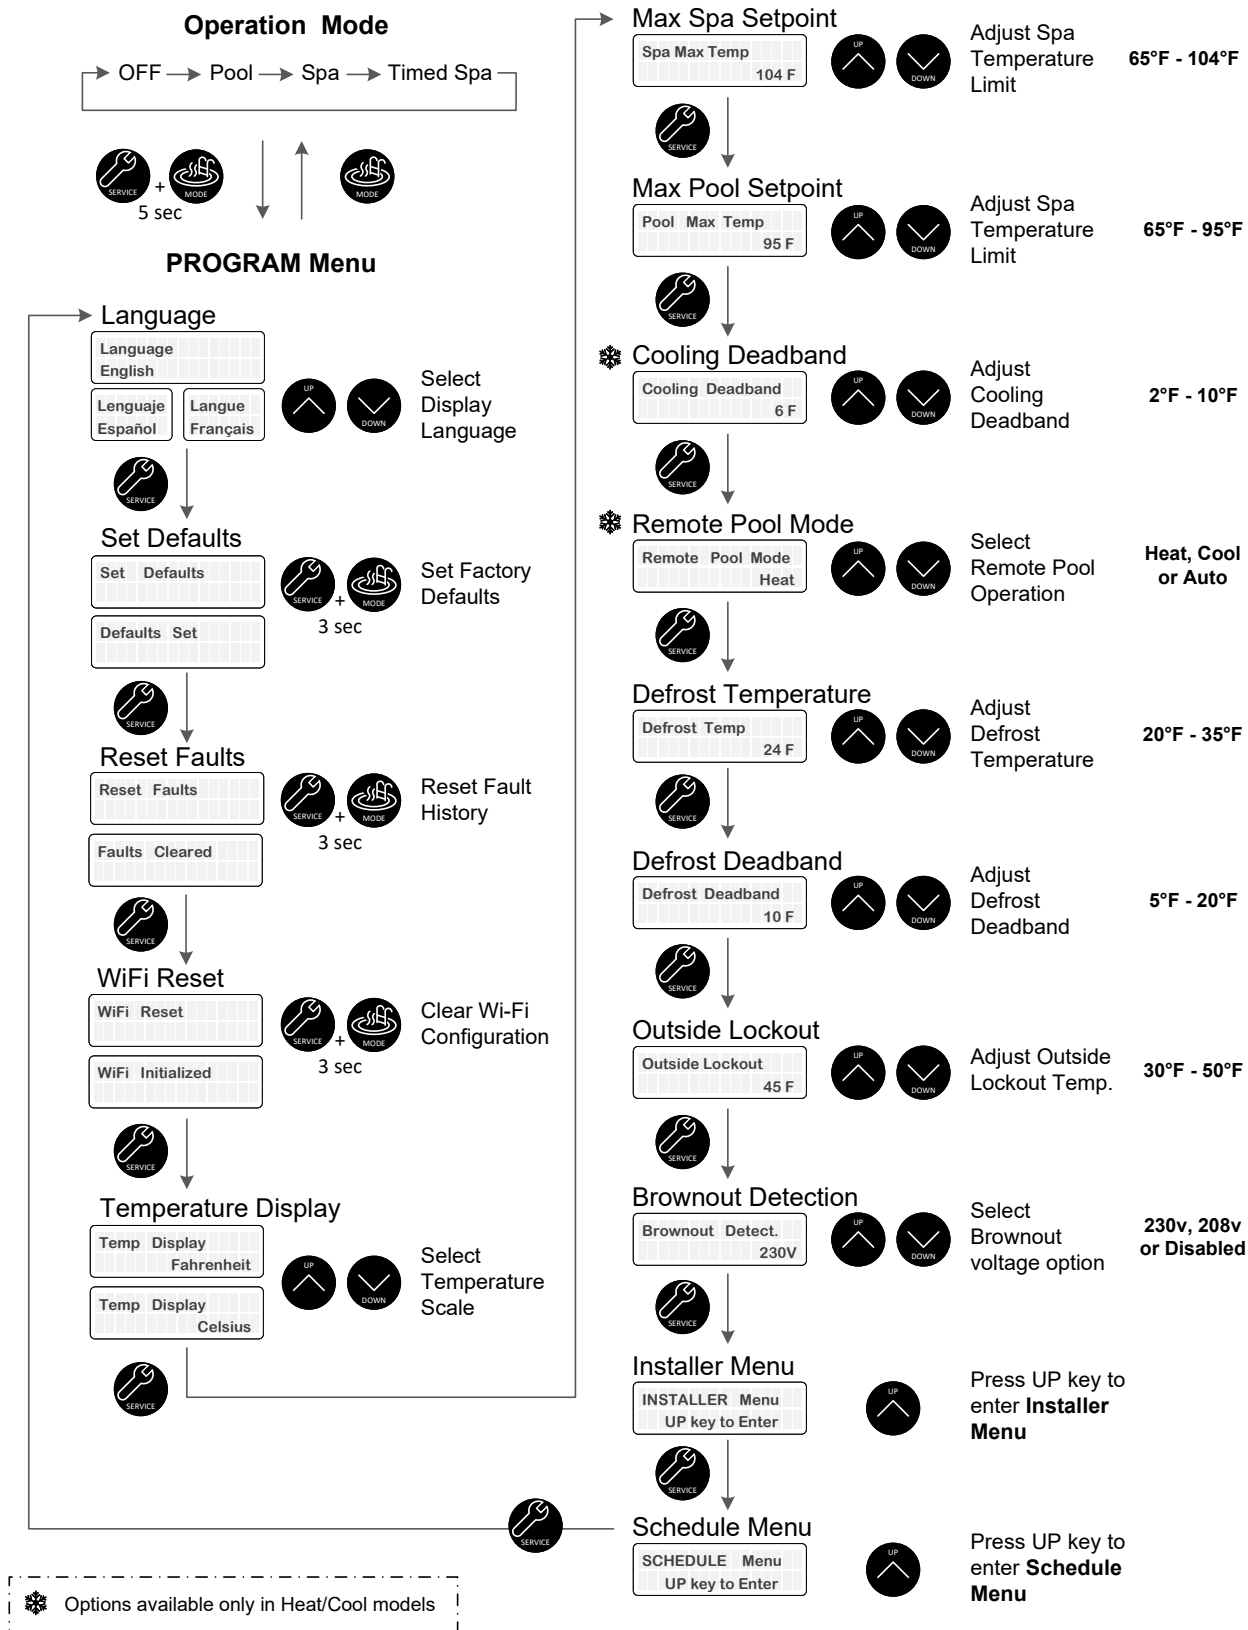 Operation Mode
OFF Pool Spa Timed Spa
SERVICE + MODE
5 sec
MODE
PROGRAM Menu
Language
Language
English
Lenguaje
Español
Langue
Français
UP
DOWN
Select
Display
Language
SERVICE
Set Defaults
Set Defaults
Defaults Set
SERVICE + MODE
3 sec
Set Factory
Defaults
SERVICE
Reset Faults
Reset Faults
Faults Cleared
SERVICE + MODE
3 sec
Reset Fault
History
SERVICE
WiFi Reset
WiFi Reset
WiFi Initialized
SERVICE + MODE
3 sec
Clear Wi-Fi
Configuration
SERVICE
Temperature Display
Temp Display
Fahrenheit
Temp Display
Celsius
UP
DOWN
Select
Temperature
Scale
SERVICE
Max Spa Setpoint
Spa Max Temp
104 F
UP
DOWN
Adjust Spa
Temperature
Limit
65°F - 104°F
SERVICE
Max Pool Setpoint
Pool Max Temp
95 F
UP
DOWN
Adjust Spa
Temperature
Limit
65°F - 95°F
SERVICE
Cooling Deadband
Cooling Deadband
6 F
UP
DOWN
Adjust
Cooling
Deadband
2°F - 10°F
SERVICE
Remote Pool Mode
Remote Pool Mode
Heat
UP
DOWN
Select
Remote Pool
Operation
Heat, Cool
or Auto
SERVICE
Defrost Temperature
Defrost Temp
24 F
UP
DOWN
Adjust
Defrost
Temperature
20°F - 35°F
SERVICE
Defrost Deadband
Defrost Deadband
10 F
UP
DOWN
Adjust
Defrost
Deadband
5°F - 20°F
SERVICE
Outside Lockout
Outside Lockout
45 F
UP
DOWN
Adjust Outside
Lockout Temp.
30°F - 50°F
SERVICE
Brownout Detection
Brownout Detect.
230V
UP
DOWN
Select
Brownout
voltage option
230v, 208v
or Disabled
SERVICE
Installer Menu
INSTALLER Menu
UP key to Enter
UP
Press UP key to
enter Installer
Menu
SERVICE
Schedule Menu
SCHEDULE Menu
UP key to Enter
UP
Press UP key to
enter Schedule
Menu
SERVICE
Options available only in Heat/Cool models